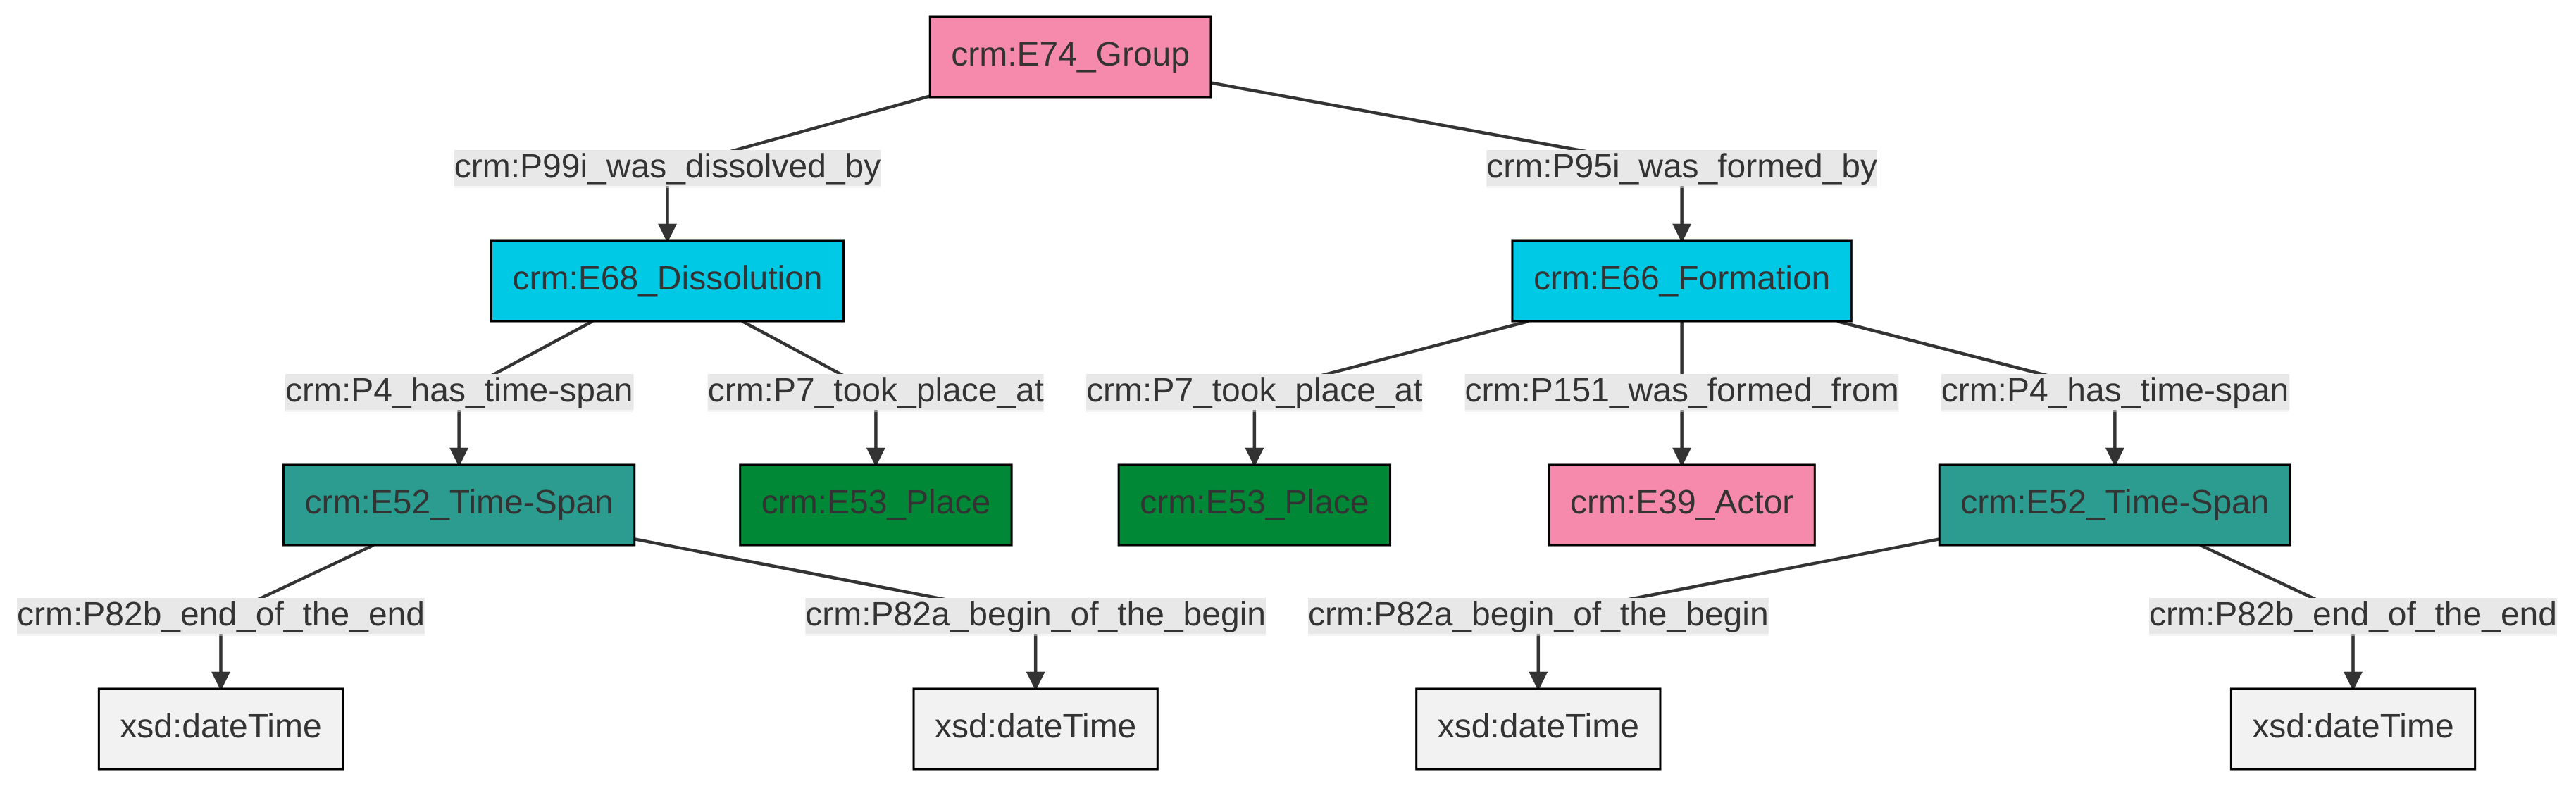 crm:E74_Group
crm:P99i_was_dissolved_by
crm:P95i_was_formed_by
crm:E68_Dissolution
crm:E66_Formation
crm:P4_has_time-span
crm:P7_took_place_at
crm:P7_took_place_at
crm:P151_was_formed_from
crm:P4_has_time-span
crm:E52_Time-Span
crm:E53_Place
crm:E53_Place
crm:E39_Actor
crm:E52_Time-Span
crm:P82b_end_of_the_end
crm:P82a_begin_of_the_begin
crm:P82a_begin_of_the_begin
crm:P82b_end_of_the_end
xsd:dateTime
xsd:dateTime
xsd:dateTime
xsd:dateTime